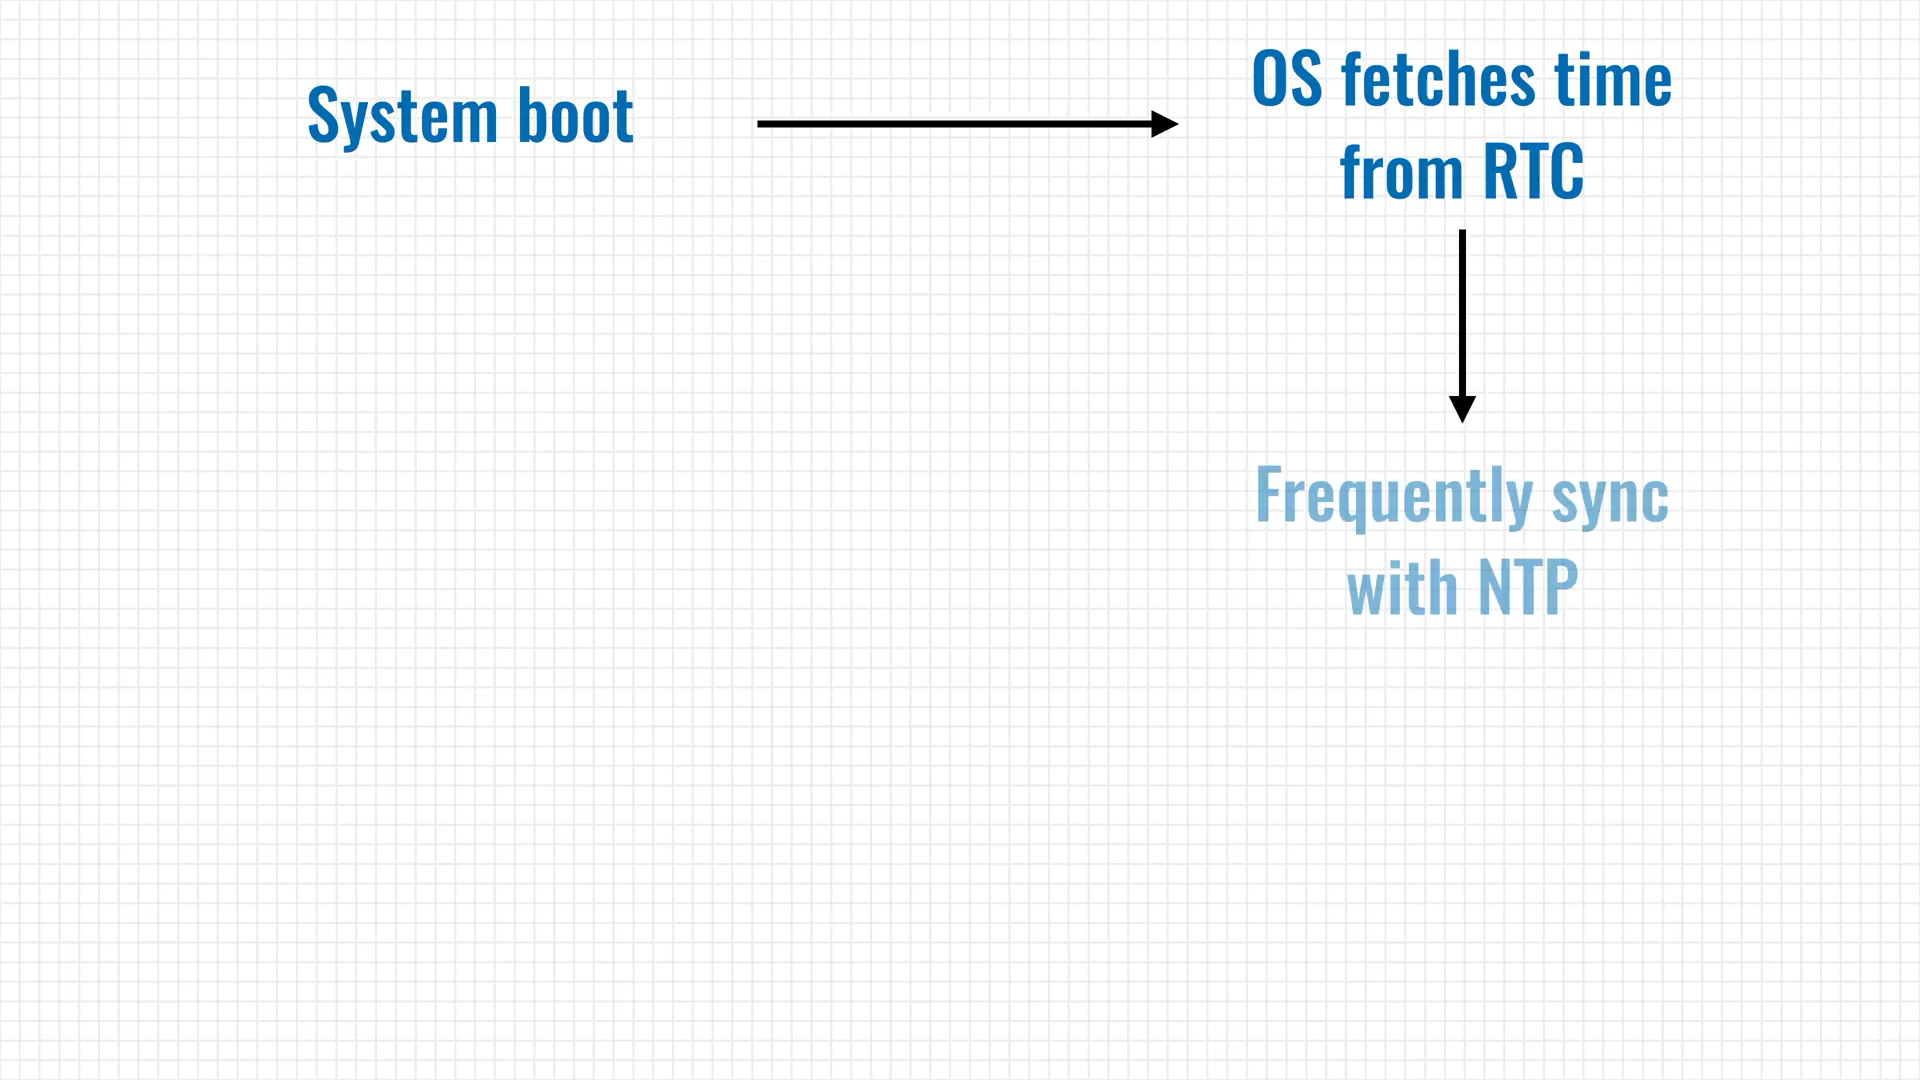 System boot
OS fetches time
from RTC
Frequently sync
with NTP